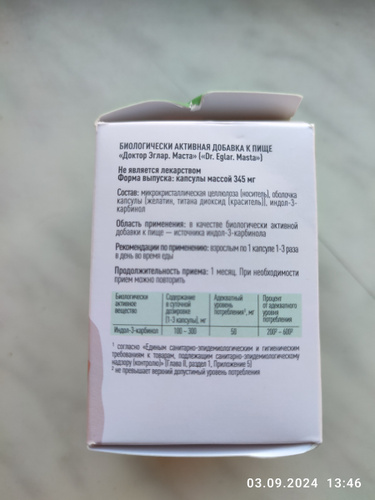 БИОЛОГИЧЕСКИ АКТИВНАЯ ДОБАВКА К ПИЩЕ
«Доктор Эглар. Маста» («Dr. Eglar. Masta»)
Не является лекарством
Форма выпуска: капсулы массой 345 мг
Состав: микрокристаллическая целлюлоза (носитель), оболочка
капсулы (желатин, титана диоксид (краситель)), индол-3-
карбинол
Область применения: в качестве биологически активной
добавки к пище – источника индол-3-карбинола
Рекомендации по применению: взрослым по 1 капсуле 1-3 раза
в день во время еды
Продолжительность приема: 1 месяц. При необходимости
прием можно повторить
Биологически активное вещество
Содержание в суточной дозировке (1-3 капсулы), мг
Адекватный уровень потребления¹, мг
Процент от адекватного уровня потребления
Индол-3-карбинол 100 – 300 50 200² – 600²
¹ согласно «Единым санитарно-эпидемиологическим и гигиеническим
требованиям к товарам, подлежащим санитарно-эпидемиологическому
надзору (контролю)» (Глава II, раздел 1, Приложение 5)
² не превышает верхний допустимый уровень потребления
03.09.2024 13:46